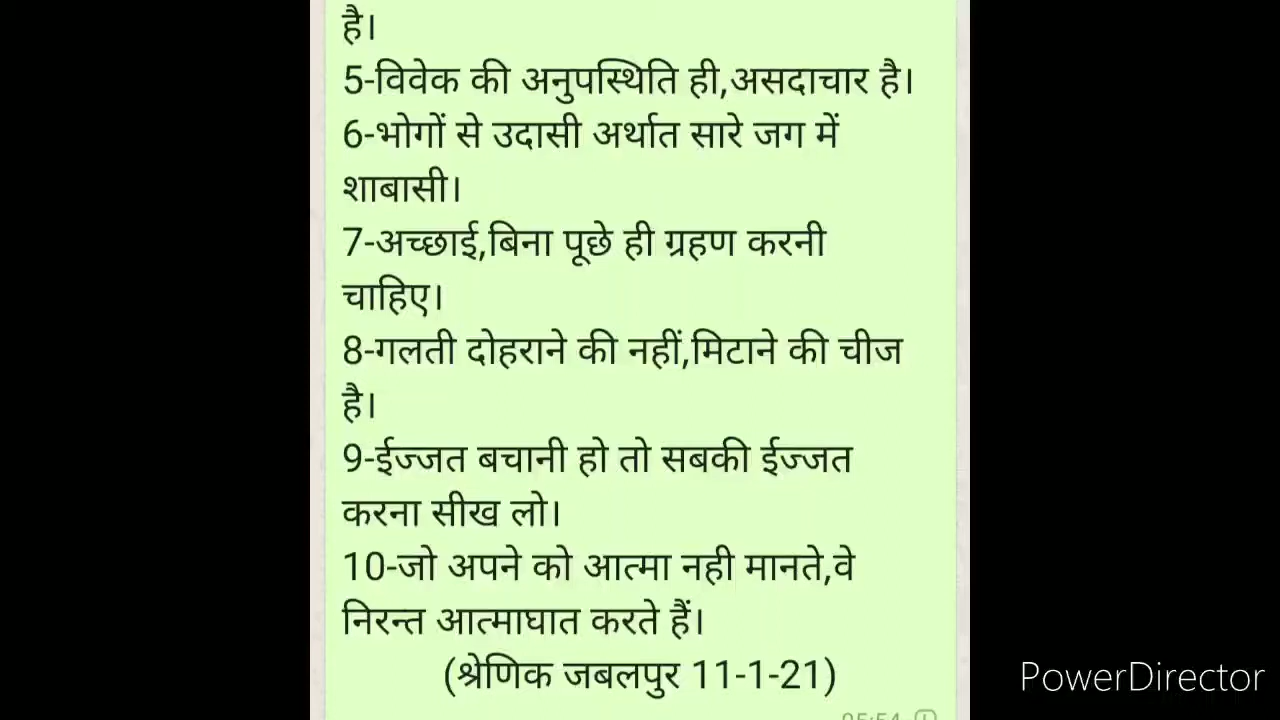 है।
5-विवेक की अनुपस्थिति ही,असदाचार है।
6-भोगों से उदासी अर्थात सारे जग में
शाबासी।
7-अच्छाई,बिना पूछे ही ग्रहण करनी
चाहिए।
8-गलती दोहराने की नहीं,मिटाने की चीज
है।
9-ईज्जत बचानी हो तो सबकी ईज्जत
करना सीख लो।
10-जो अपने को आत्मा नही मानते,वे
निरन्त आत्माघात करते हैं।
(श्रेणिक जबलपुर 11-1-21)
PowerDirector